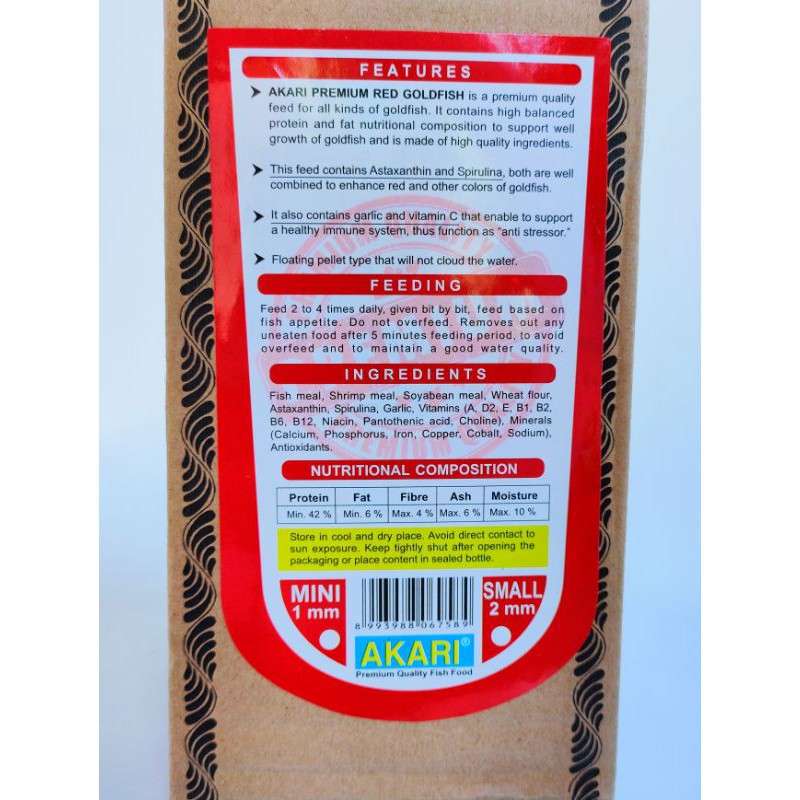 FEATURES
AKARI PREMIUM RED GOLDFISH is a premium quality
feed for all kinds of goldfish. It contains high balanced
protein and fat nutritional composition to support well
growth of goldfish and is made of high quality ingredients.
This feed contains Astaxanthin and Spirulina, both are well
combined to enhance red and other colors of goldfish.
It also contains garlic and vitamin C that enable to support
a healthy immune system, thus function as "anti stressor."
Floating pellet type that will not cloud the water.
FEEDING
Feed 2 to 4 times daily, given bit by bit, feed based on
fish appetite. Do not overfeed. Removes out any
uneaten food after 5 minutes feeding period, to avoid
overfeed and to maintain a good water quality.
INGREDIENTS
Fish meal, Shrimp meal, Soyabean meal, Wheat flour,
Astaxanthin, Spirulina, Garlic, Vitamins (A, D2, E, B1, B2,
B6, B12, Niacin, Pantothenic acid, Choline), Minerals
(Calcium, Phosphorus, Iron, Copper, Cobalt, Sodium),
Antioxidants.
NUTRITIONAL COMPOSITION
Protein Fat Fibre Ash Moisture
Min. 42 % Min. 6 % Max. 4 % Max. 6 % Max. 10 %
Store in cool and dry place. Avoid direct contact to
sun exposure. Keep tightly shut after opening the
packaging or place content in sealed bottle.
MINI
1 mm
SMALL
2 mm
8 993988 067589
AKARI®
Premium Quality Fish Food